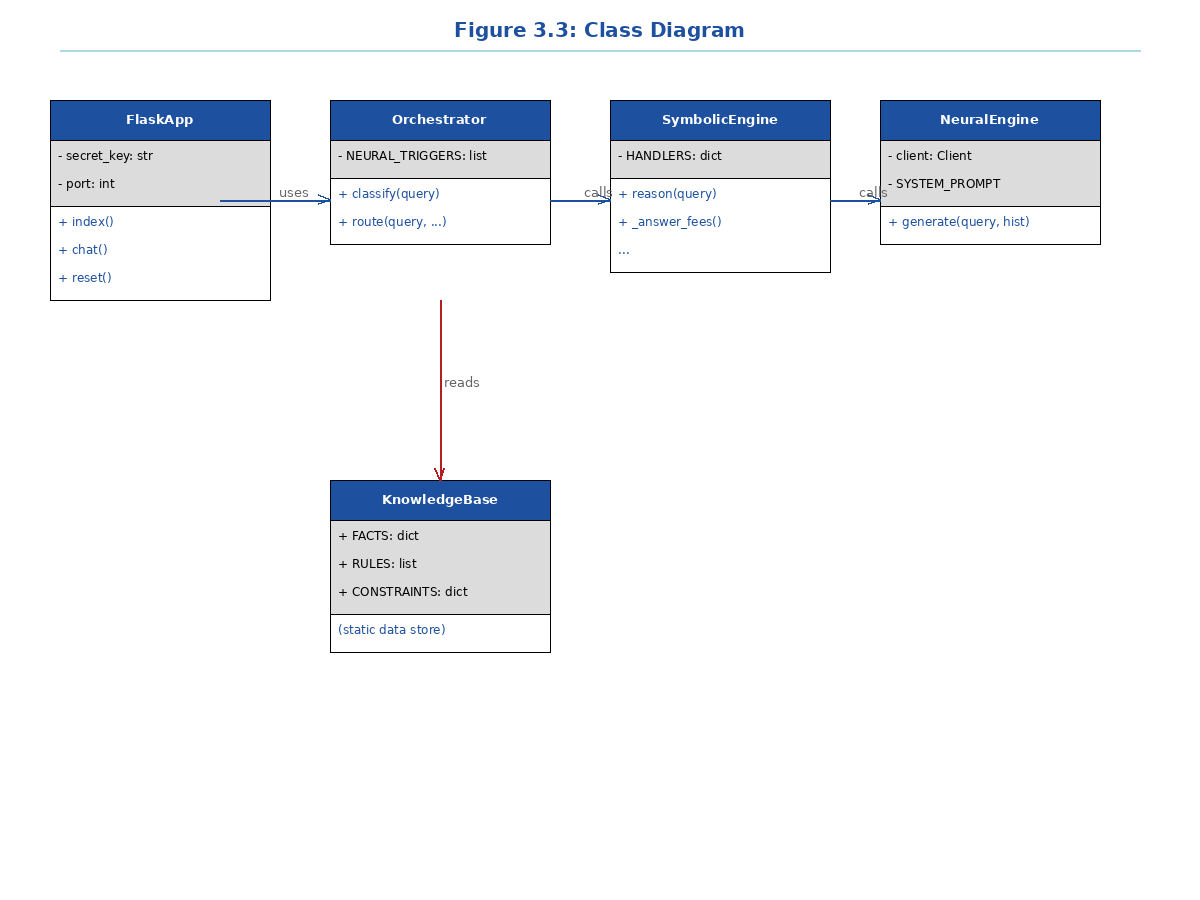 Figure 3.3: Class Diagram
FlaskApp
- secret_key: str
- port: int
+ index()
+ chat()
+ reset()
uses
Orchestrator
- NEURAL_TRIGGERS: list
+ classify(query)
+ route(query, ...)
calls
SymbolicEngine
- HANDLERS: dict
+ reason(query)
+ _answer_fees()
...
calls
NeuralEngine
- client: Client
- SYSTEM_PROMPT
+ generate(query, hist)
reads
KnowledgeBase
+ FACTS: dict
+ RULES: list
+ CONSTRAINTS: dict
(static data store)